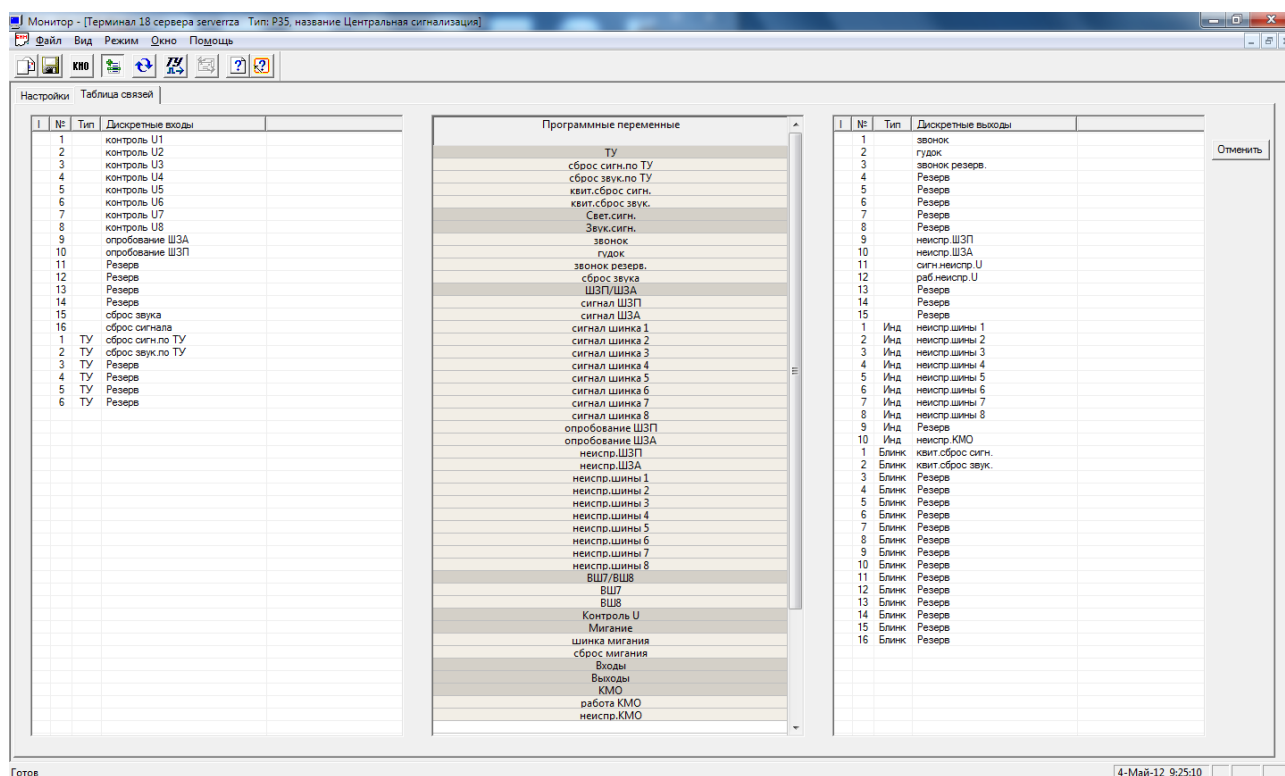 Монитор - [Терминал 18 сервера serverrza Тип: P35, название Центральная сигнализация]
Файл Вид Режим Окно Помощь
КН0
Настройки Таблица связей
I № Тип Дискретные входы
1 контроль U1
2 контроль U2
3 контроль U3
4 контроль U4
5 контроль U5
6 контроль U6
7 контроль U7
8 контроль U8
9 опробование ШЗА
10 опробование ШЗП
11 Резерв
12 Резерв
13 Резерв
14 Резерв
15 сброс звука
16 сброс сигнала
1 ТУ сброс сигн.по ТУ
2 ТУ сброс звук.по ТУ
3 ТУ Резерв
4 ТУ Резерв
5 ТУ Резерв
6 ТУ Резерв
Программные переменные
ТУ
сброс сигн.по ТУ
сброс звук.по ТУ
квит.сброс сигн.
квит.сброс звук.
Свет.сигн.
Звук.сигн.
звонок
гудок
звонок резерв.
сброс звука
ШЗП/ШЗА
сигнал ШЗП
сигнал ШЗА
сигнал шинка 1
сигнал шинка 2
сигнал шинка 3
сигнал шинка 4
сигнал шинка 5
сигнал шинка 6
сигнал шинка 7
сигнал шинка 8
опробование ШЗП
опробование ШЗА
неиспр.ШЗП
неиспр.ШЗА
неиспр.шины 1
неиспр.шины 2
неиспр.шины 3
неиспр.шины 4
неиспр.шины 5
неиспр.шины 6
неиспр.шины 7
неиспр.шины 8
ВШ7/ВШ8
ВШ7
ВШ8
Контроль U
Мигание
шинка мигания
сброс мигания
Входы
Выходы
КМО
работа КМО
неиспр.КМО
I № Тип Дискретные выходы
1 звонок
2 гудок
3 звонок резерв.
4 Резерв
5 Резерв
6 Резерв
7 Резерв
8 Резерв
9 неиспр.ШЗП
10 неиспр.ШЗА
11 сигн.неиспр.U
12 раб.неиспр.U
13 Резерв
14 Резерв
15 Резерв
1 Инд неиспр.шины 1
2 Инд неиспр.шины 2
3 Инд неиспр.шины 3
4 Инд неиспр.шины 4
5 Инд неиспр.шины 5
6 Инд неиспр.шины 6
7 Инд неиспр.шины 7
8 Инд неиспр.шины 8
9 Инд Резерв
10 Инд неиспр.КМО
1 Блинк квит.сброс сигн.
2 Блинк квит.сброс звук.
3 Блинк Резерв
4 Блинк Резерв
5 Блинк Резерв
6 Блинк Резерв
7 Блинк Резерв
8 Блинк Резерв
9 Блинк Резерв
10 Блинк Резерв
11 Блинк Резерв
12 Блинк Резерв
13 Блинк Резерв
14 Блинк Резерв
15 Блинк Резерв
16 Блинк Резерв
Отменить
Готов
4-Май-12 9:25:10